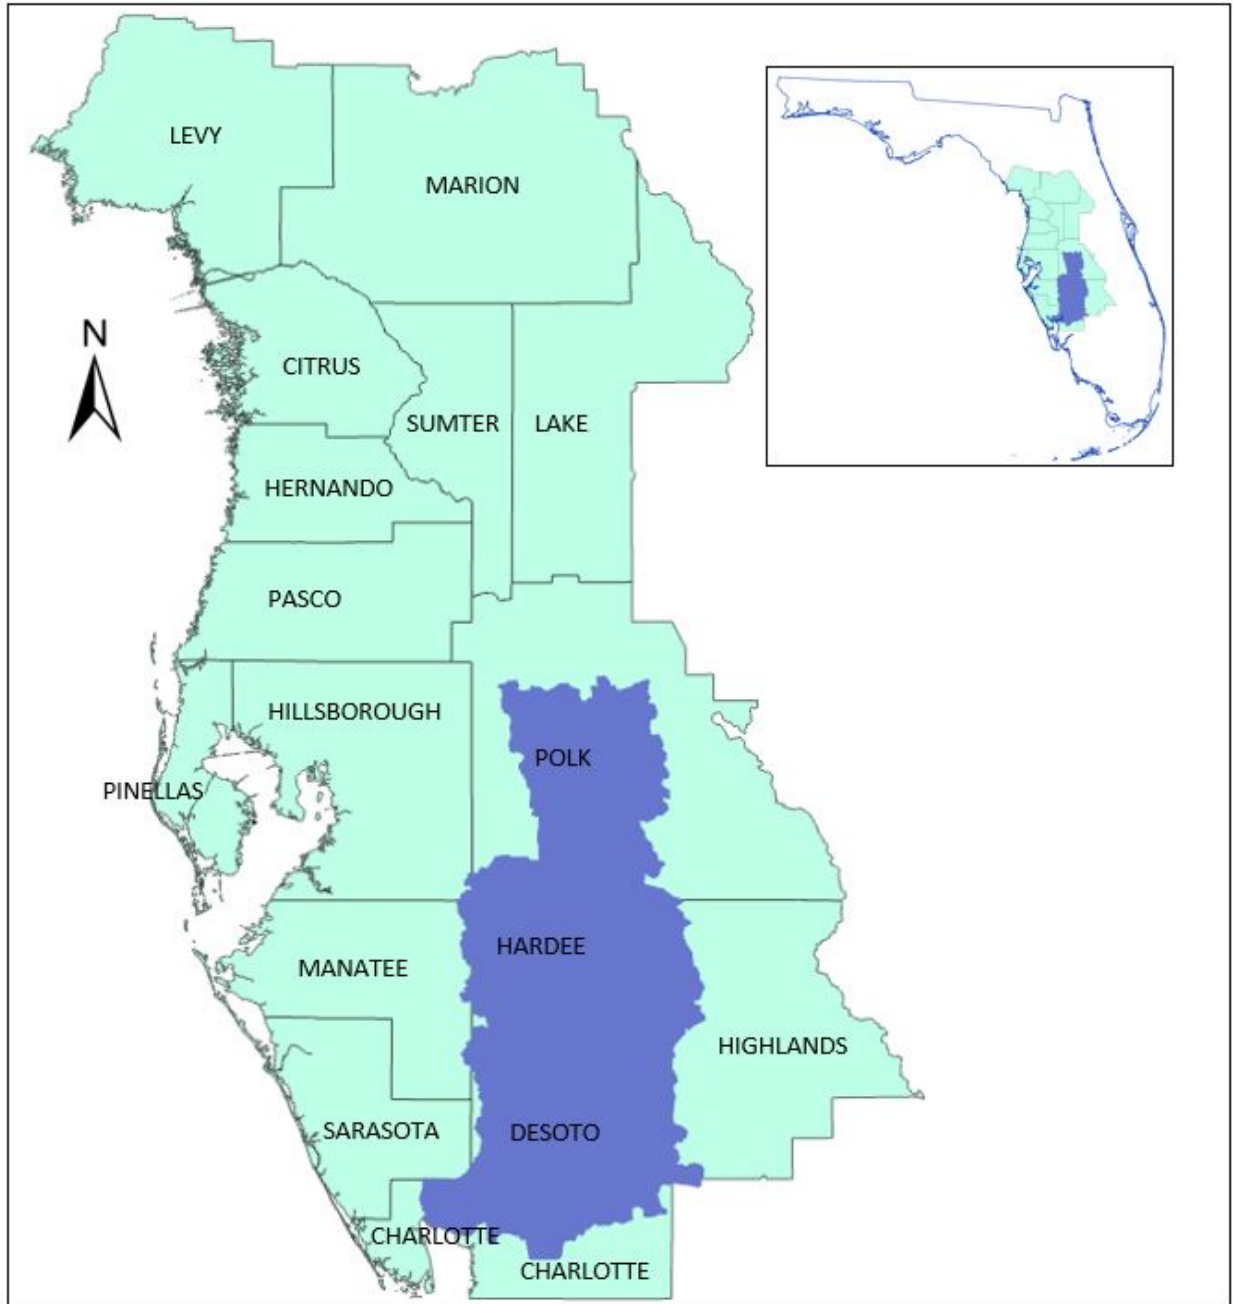 LEVY
MARION
N
CITRUS
SUMTER
LAKE
HERNANDO
PASCO
HILLSBOROUGH
POLK
PINELLAS
HARDEE
MANATEE
HIGHLANDS
SARASOTA
DESOTO
CHARLOTTE
CHARLOTTE